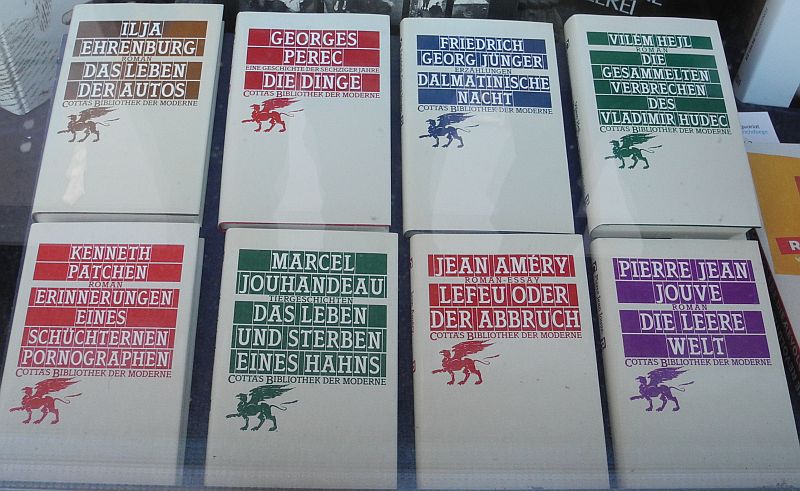 EREI
ILJA
EHRENBURG
ROMAN
DAS LEBEN
DER AUTOS
COTTA'S BIBLIOTHEK DER MODERNE
GEORGES
PEREC
EINE GESCHICHTE DER SECHZIGER JAHRE
DIE DINGE
COTTA'S BIBLIOTHEK DER MODERNE
FRIEDRICH
GEORG JÜNGER
ERZÄHLUNGEN
DALMATINISCHE
NACHT
COTTA'S BIBLIOTHEK DER MODERNE
VILÉM HEJL
ROMAN
DIE
GESAMMELTEN
VERBRECHEN
DES
VLADIMIR HUDEC
COTTA'S BIBLIOTHEK DER MODERNE
KENNETH
PATCHEN
ROMAN
ERINNERUNGEN
EINES
SCHÜCHTERNEN
PORNOGRAPHEN
COTTA'S BIBLIOTHEK DER MODERNE
MARCEL
JOUHANDEAU
TIERGESCHICHTEN
DAS LEBEN
UND STERBEN
EINES HAHNS
COTTA'S BIBLIOTHEK DER MODERNE
JEAN AMÉRY
ROMAN-ESSAY
LEFEU ODER
DER ABBRUCH
COTTA'S BIBLIOTHEK DER MODERNE
PIERRE JEAN
JOUVE
ROMAN
DIE LEERE
WELT
COTTA'S BIBLIOTHEK DER MODERNE